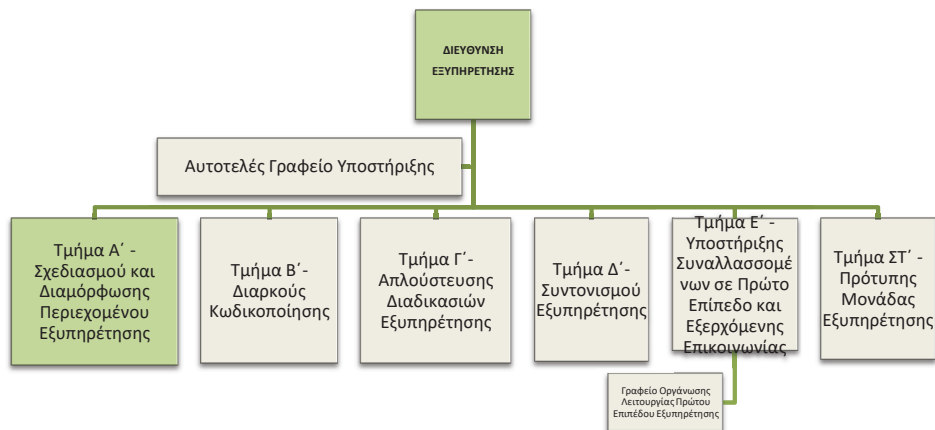 ΔΙΕΥΘΥΝΣΗ
ΕΞΥΠΗΡΕΤΗΣΗΣ
Αυτοτελές Γραφείο Υποστήριξης
Τμήμα Α΄ -
Σχεδιασμού και
Διαμόρφωσης
Περιεχομένου
Εξυπηρέτησης
Τμήμα Β΄-
Διαρκούς
Κωδικοποίησης
Τμήμα Γ΄-
Απλούστευσης
Διαδικασιών
Εξυπηρέτησης
Τμήμα Δ΄-
Συντονισμού
Εξυπηρέτησης
Τμήμα Ε΄ -
Υποστήριξης
Συναλλασσομέ
νων σε Πρώτο
Επίπεδο και
Εξερχόμενης
Επικοινωνίας
Τμήμα ΣΤ΄ -
Πρότυπης
Μονάδας
Εξυπηρέτησης
Γραφείο Οργάνωσης
Λειτουργίας Πρώτου
Επιπέδου Εξυπηρέτησης